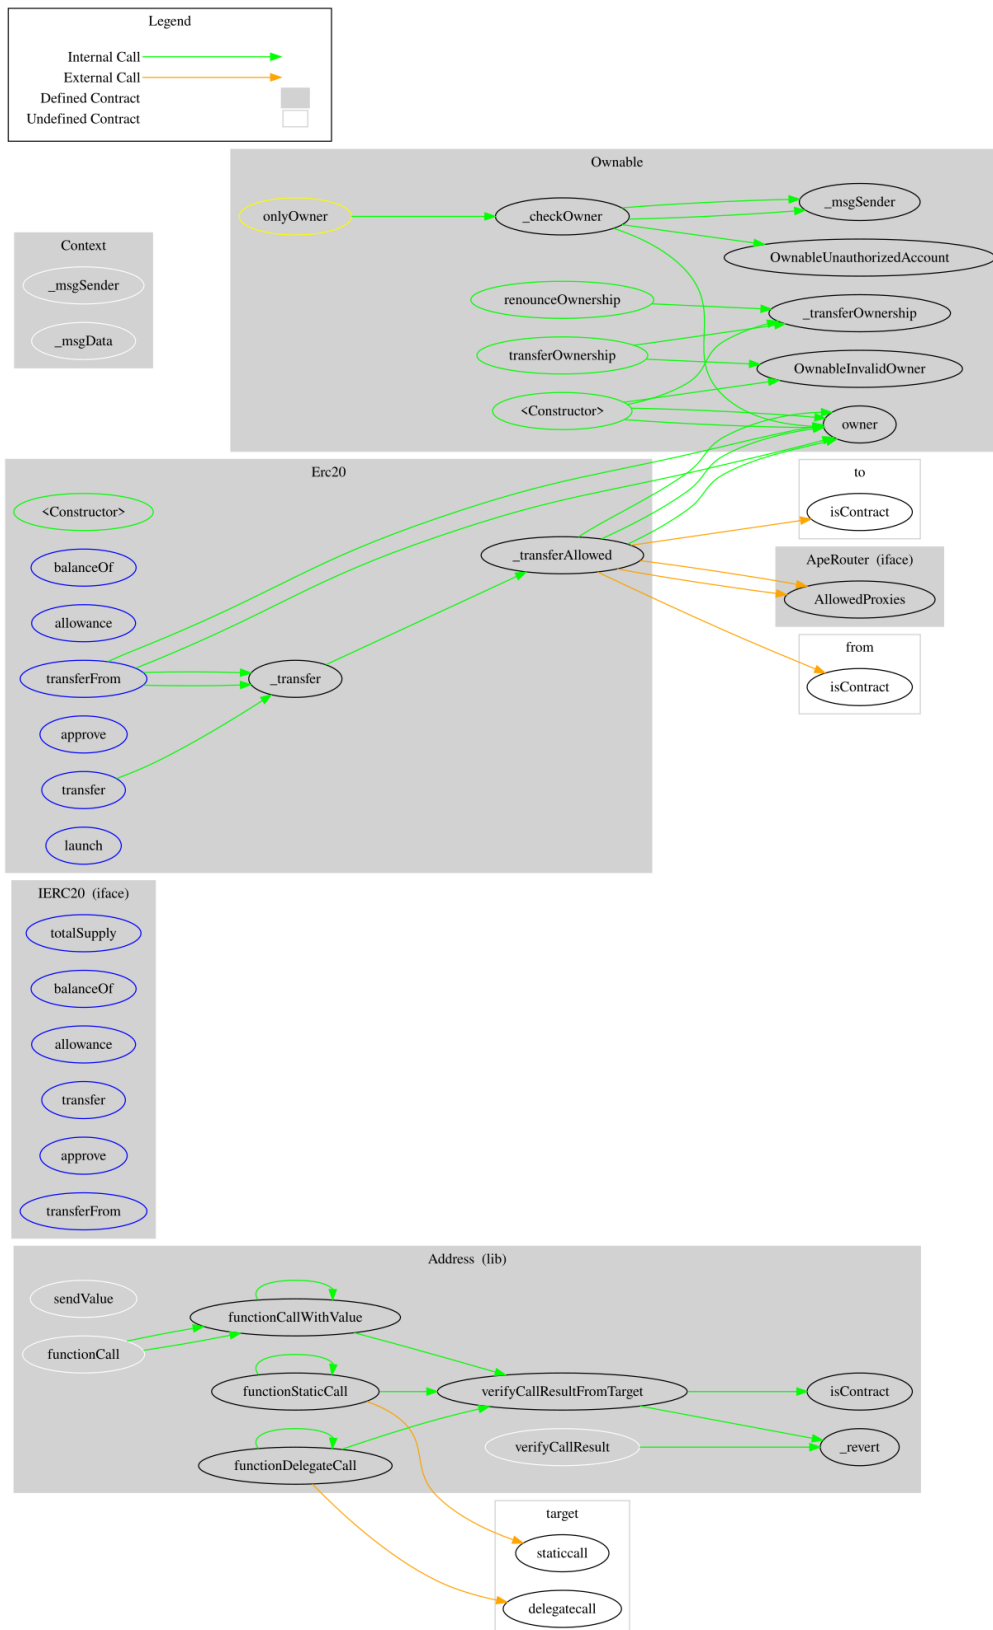 Legend
Internal Call
External Call
Defined Contract
Undefined Contract
Ownable
onlyOwner
_checkOwner
_msgSender
OwnableUnauthorizedAccount
renounceOwnership
_transferOwnership
transferOwnership
OwnableInvalidOwner
<Constructor>
owner
Context
_msgSender
_msgData
Erc20
<Constructor>
balanceOf
allowance
transferFrom
approve
transfer
launch
_transfer
_transferAllowed
to
isContract
ApeRouter (iface)
AllowedProxies
from
isContract
IERC20 (iface)
totalSupply
balanceOf
allowance
transfer
approve
transferFrom
Address (lib)
sendValue
functionCall
functionCallWithValue
functionStaticCall
functionDelegateCall
verifyCallResultFromTarget
verifyCallResult
isContract
_revert
target
staticcall
delegatecall